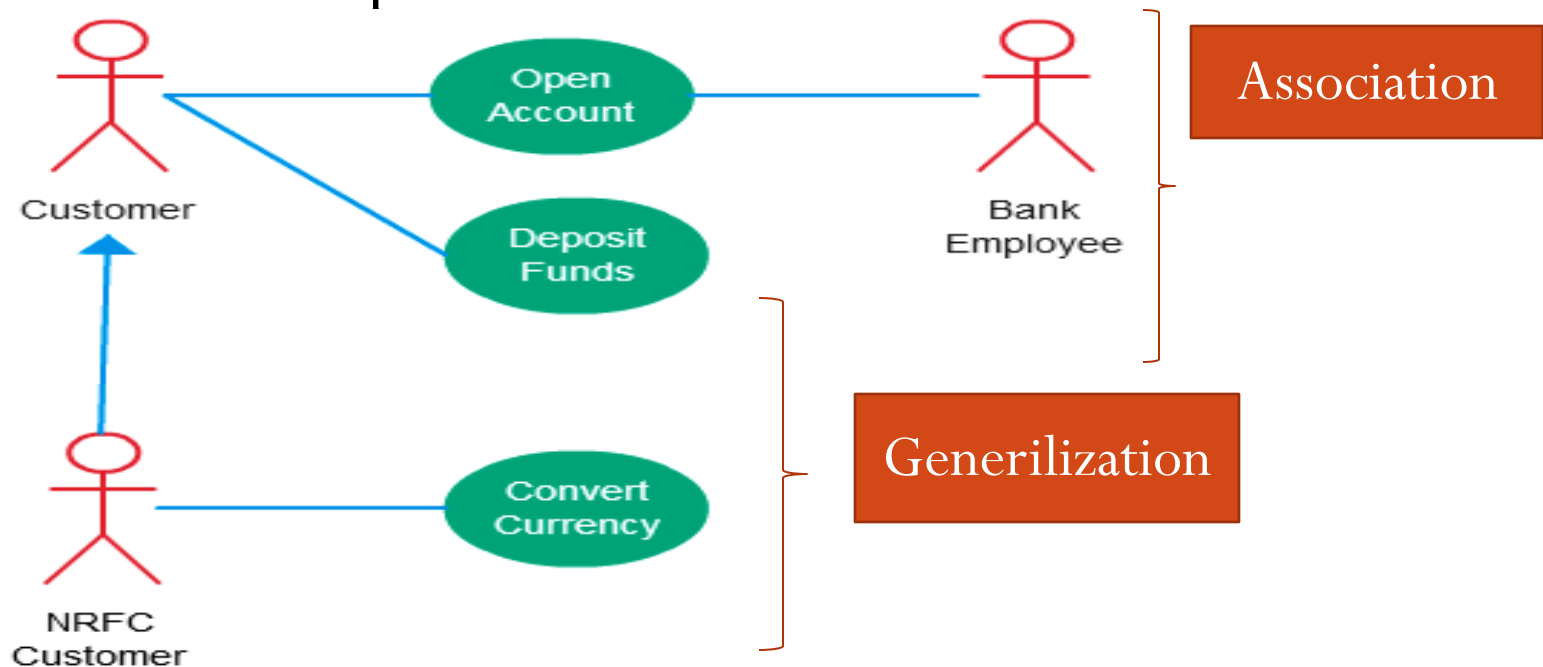 Open
Account
Association
Customer
Bank
Employee
Deposit
Funds
Generilization
Convert
Currency
NRFC
Customer